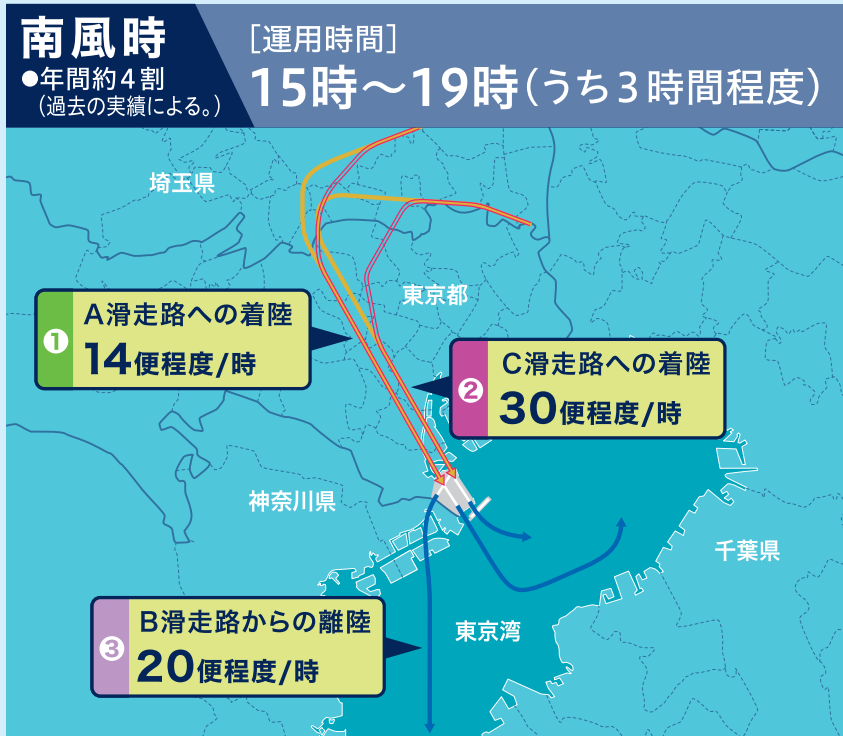 南風時
●年間約4割
(過去の実績による。)
[運用時間]
15時～19時(うち3時間程度)
埼玉県
東京都
❶
A滑走路への着陸
14便程度/時
❷
C滑走路への着陸
30便程度/時
神奈川県
千葉県
❸
B滑走路からの離陸
20便程度/時
東京湾